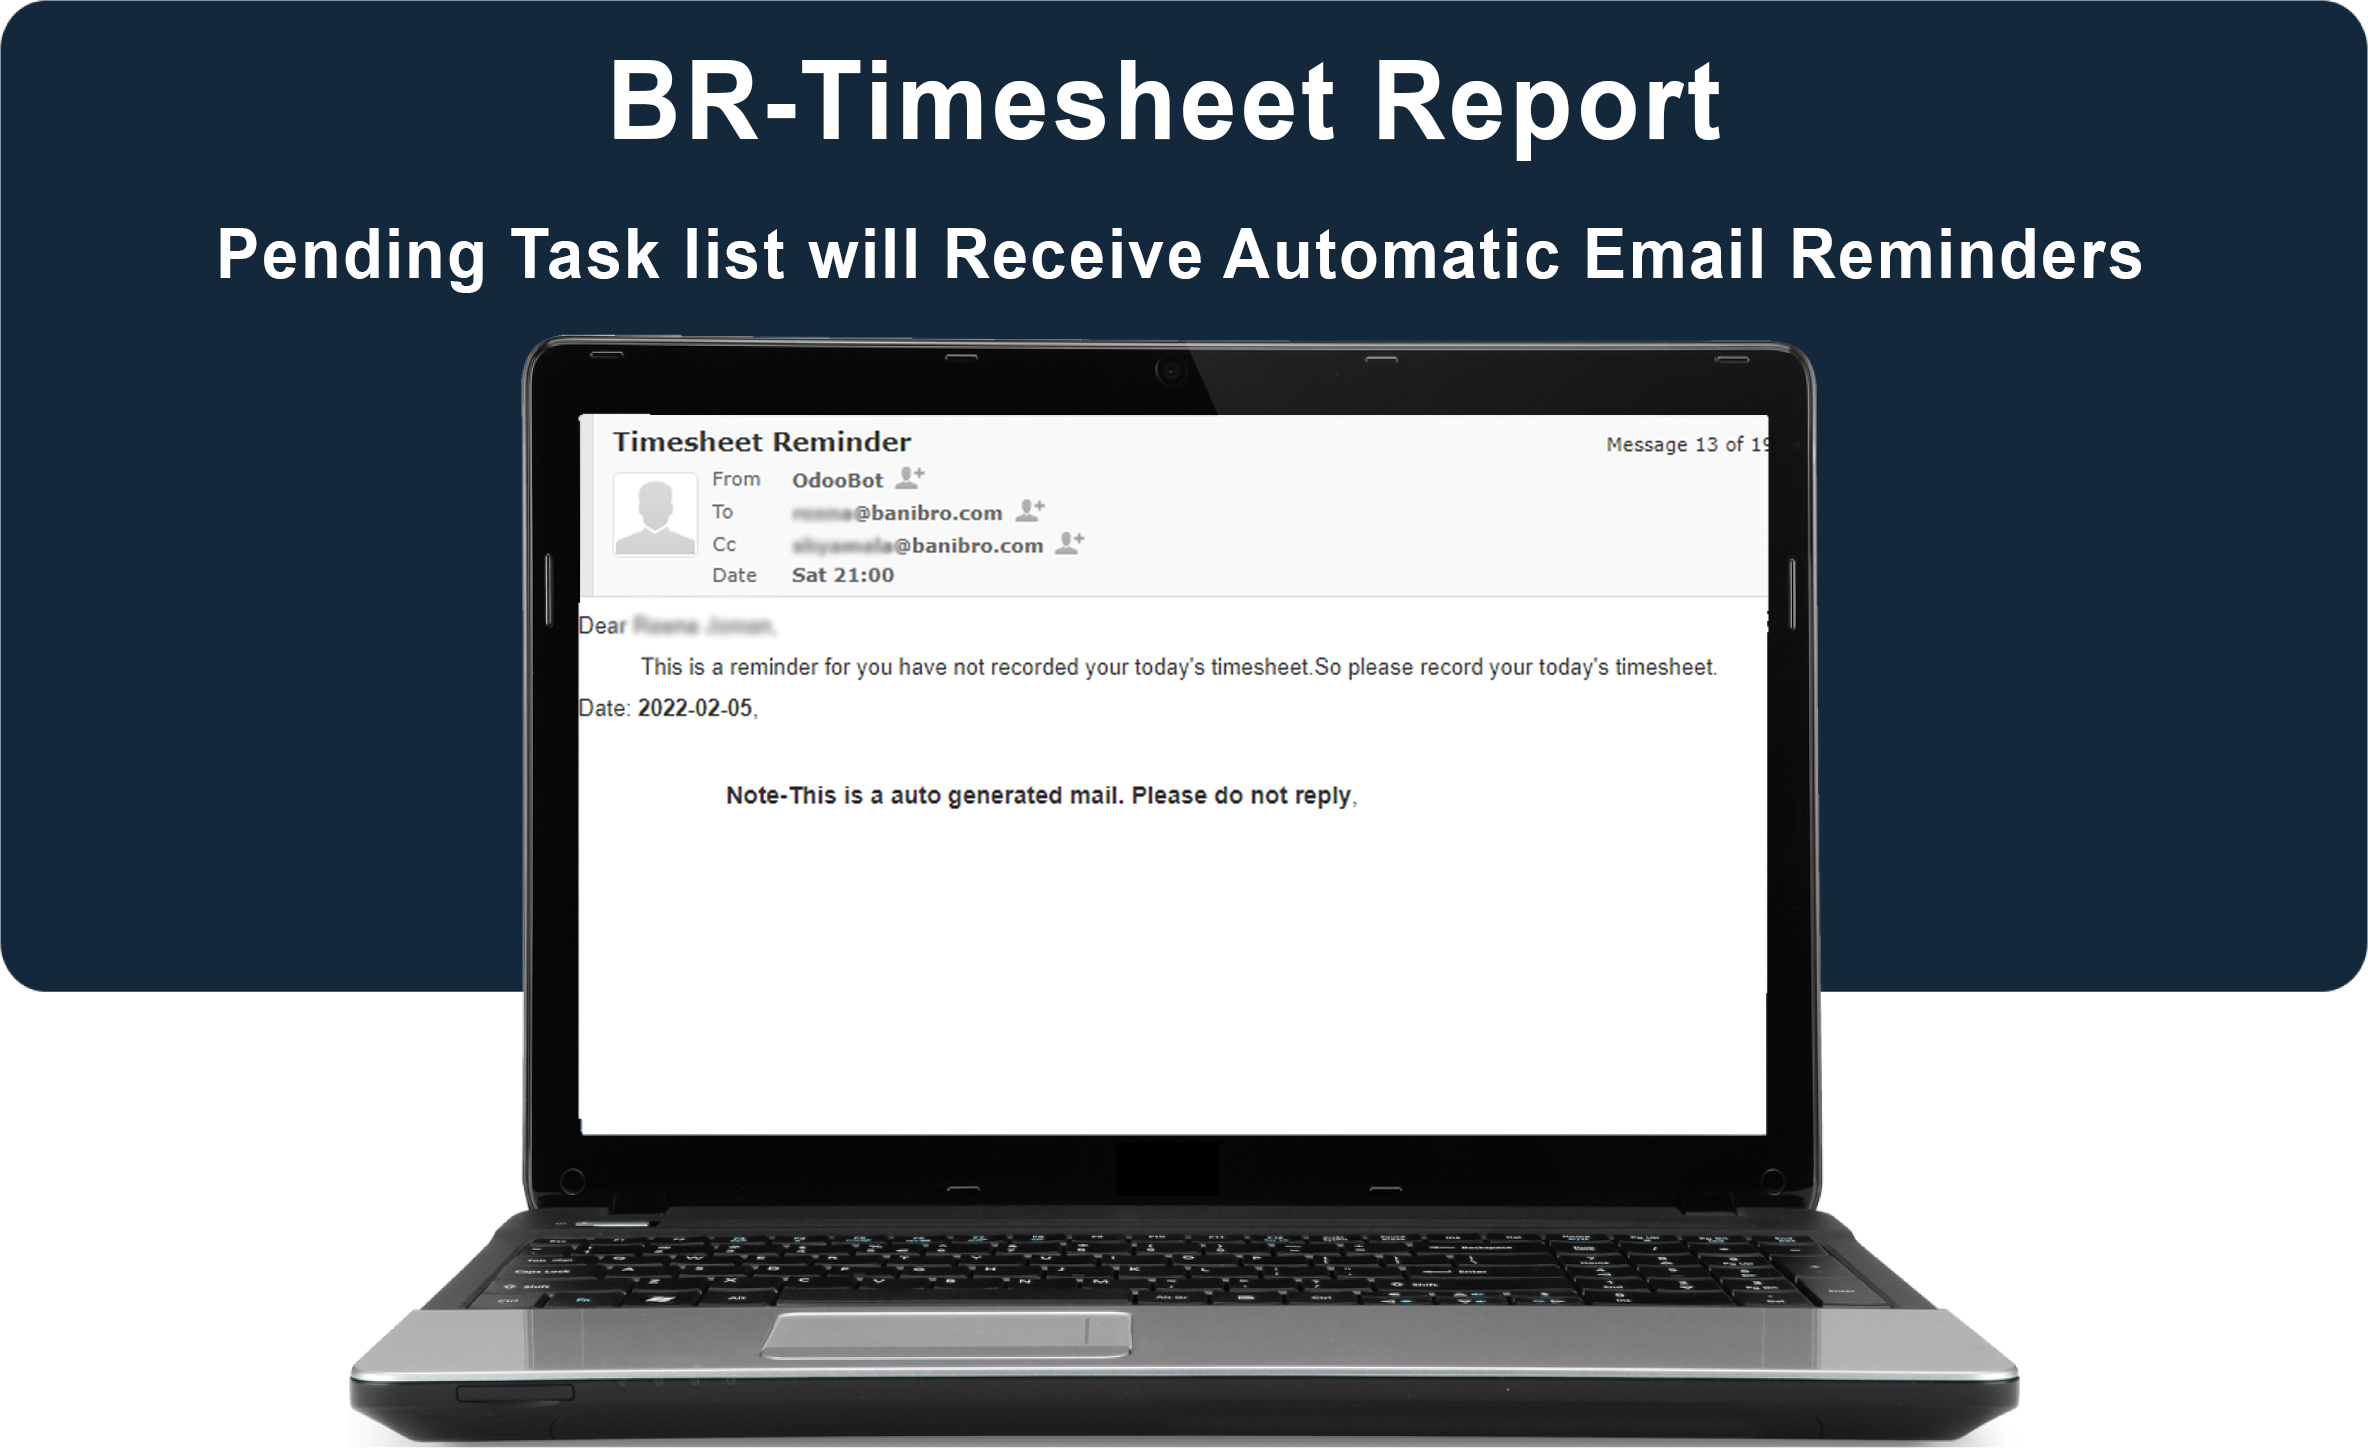 BR-Timesheet Report
Pending Task list will Receive Automatic Email Reminders
Timesheet Reminder
Message 13 of 19
From OdooBot
To @banibro.com
Cc @banibro.com
Date Sat 21:00
Dear
This is a reminder for you have not recorded your today's timesheet.So please record your today's timesheet.
Date: 2022-02-05,
Note-This is a auto generated mail. Please do not reply,